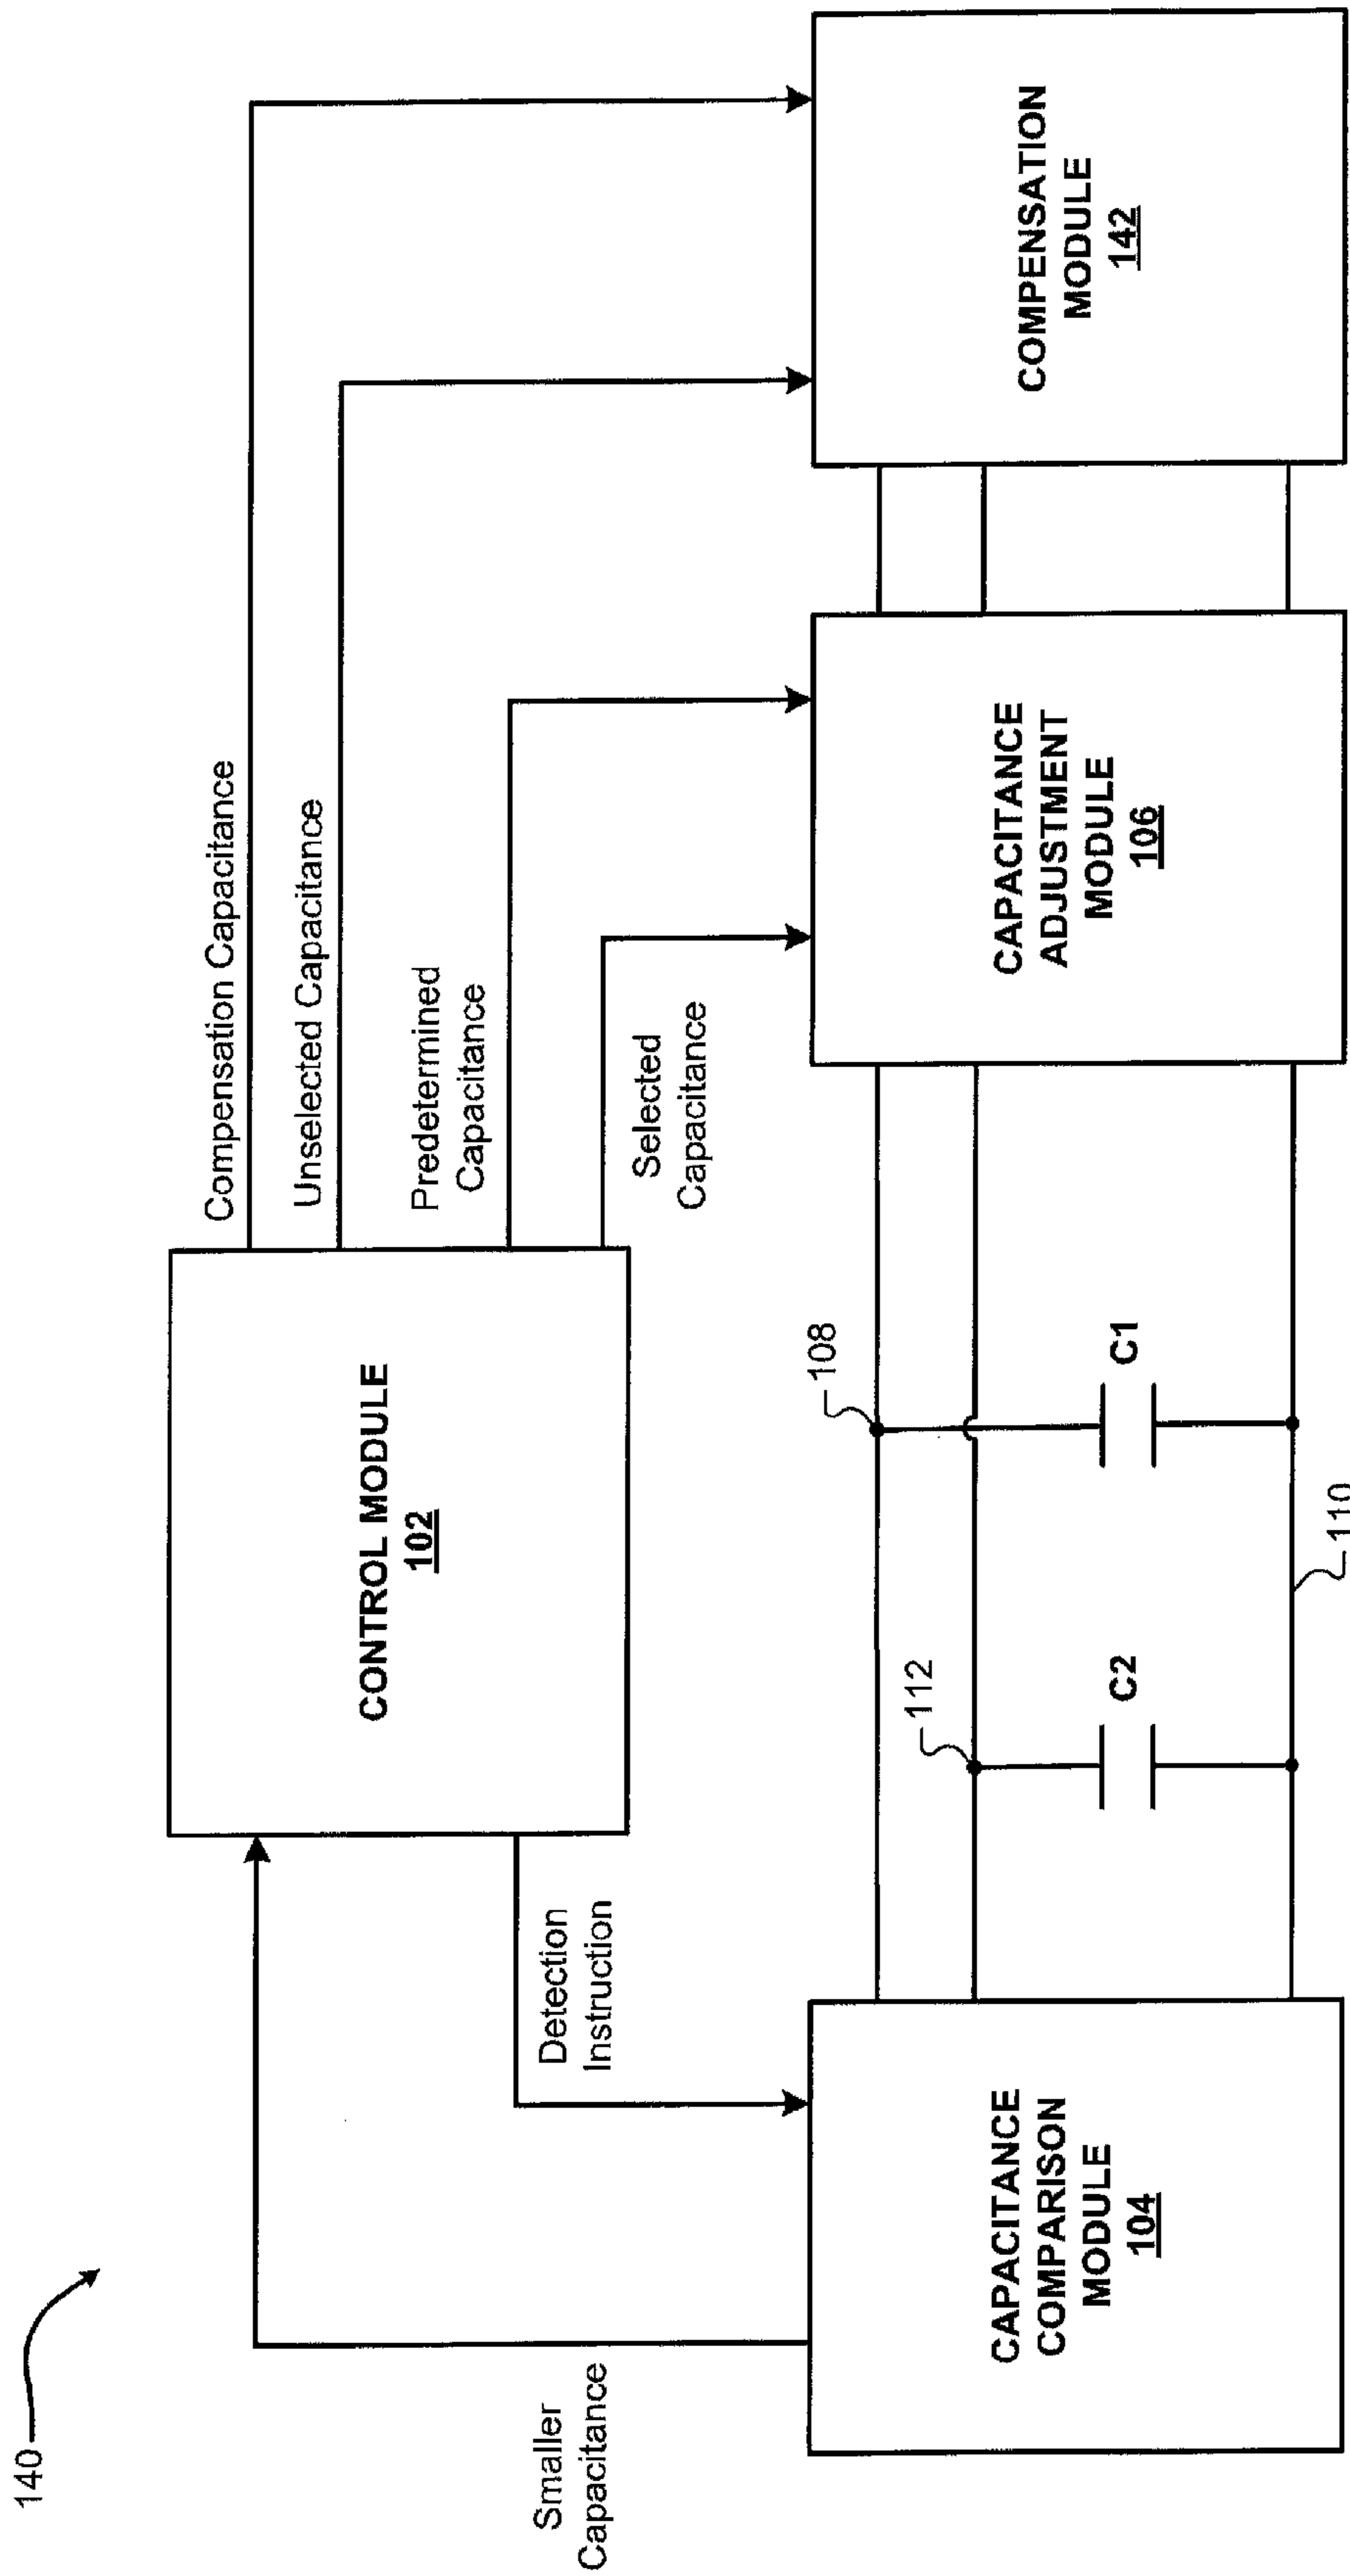 140
Smaller
Capacitance
Detection
Instruction
CONTROL MODULE
102
Compensation Capacitance
Unselected Capacitance
Predetermined
Capacitance
Selected
Capacitance
CAPACITANCE
COMPARISON
MODULE
104
112
C2
108
C1
110
CAPACITANCE
ADJUSTMENT
MODULE
106
COMPENSATION
MODULE
142